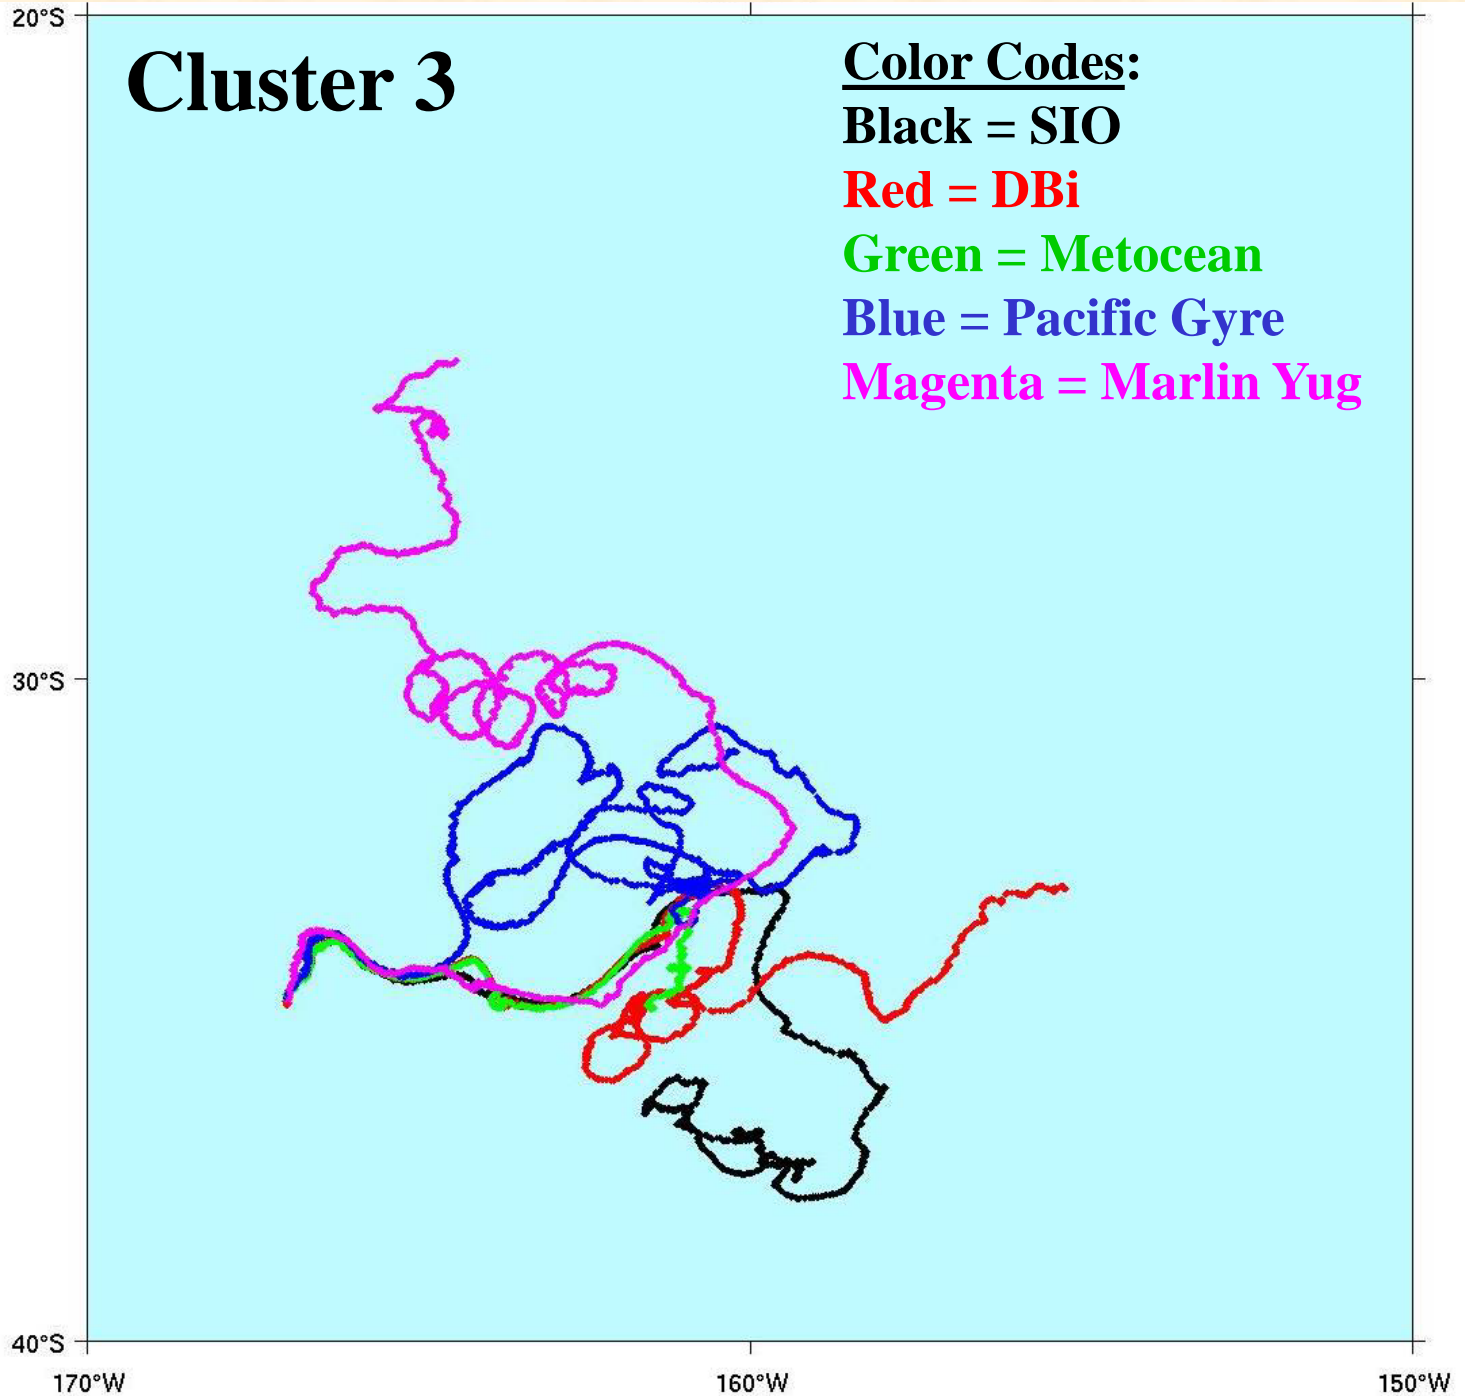 20°S
Cluster 3
Color Codes:
Black = SIO
Red = DBi
Green = Metocean
Blue = Pacific Gyre
Magenta = Marlin Yug
30°S
40°S
170°W
160°W
150°W